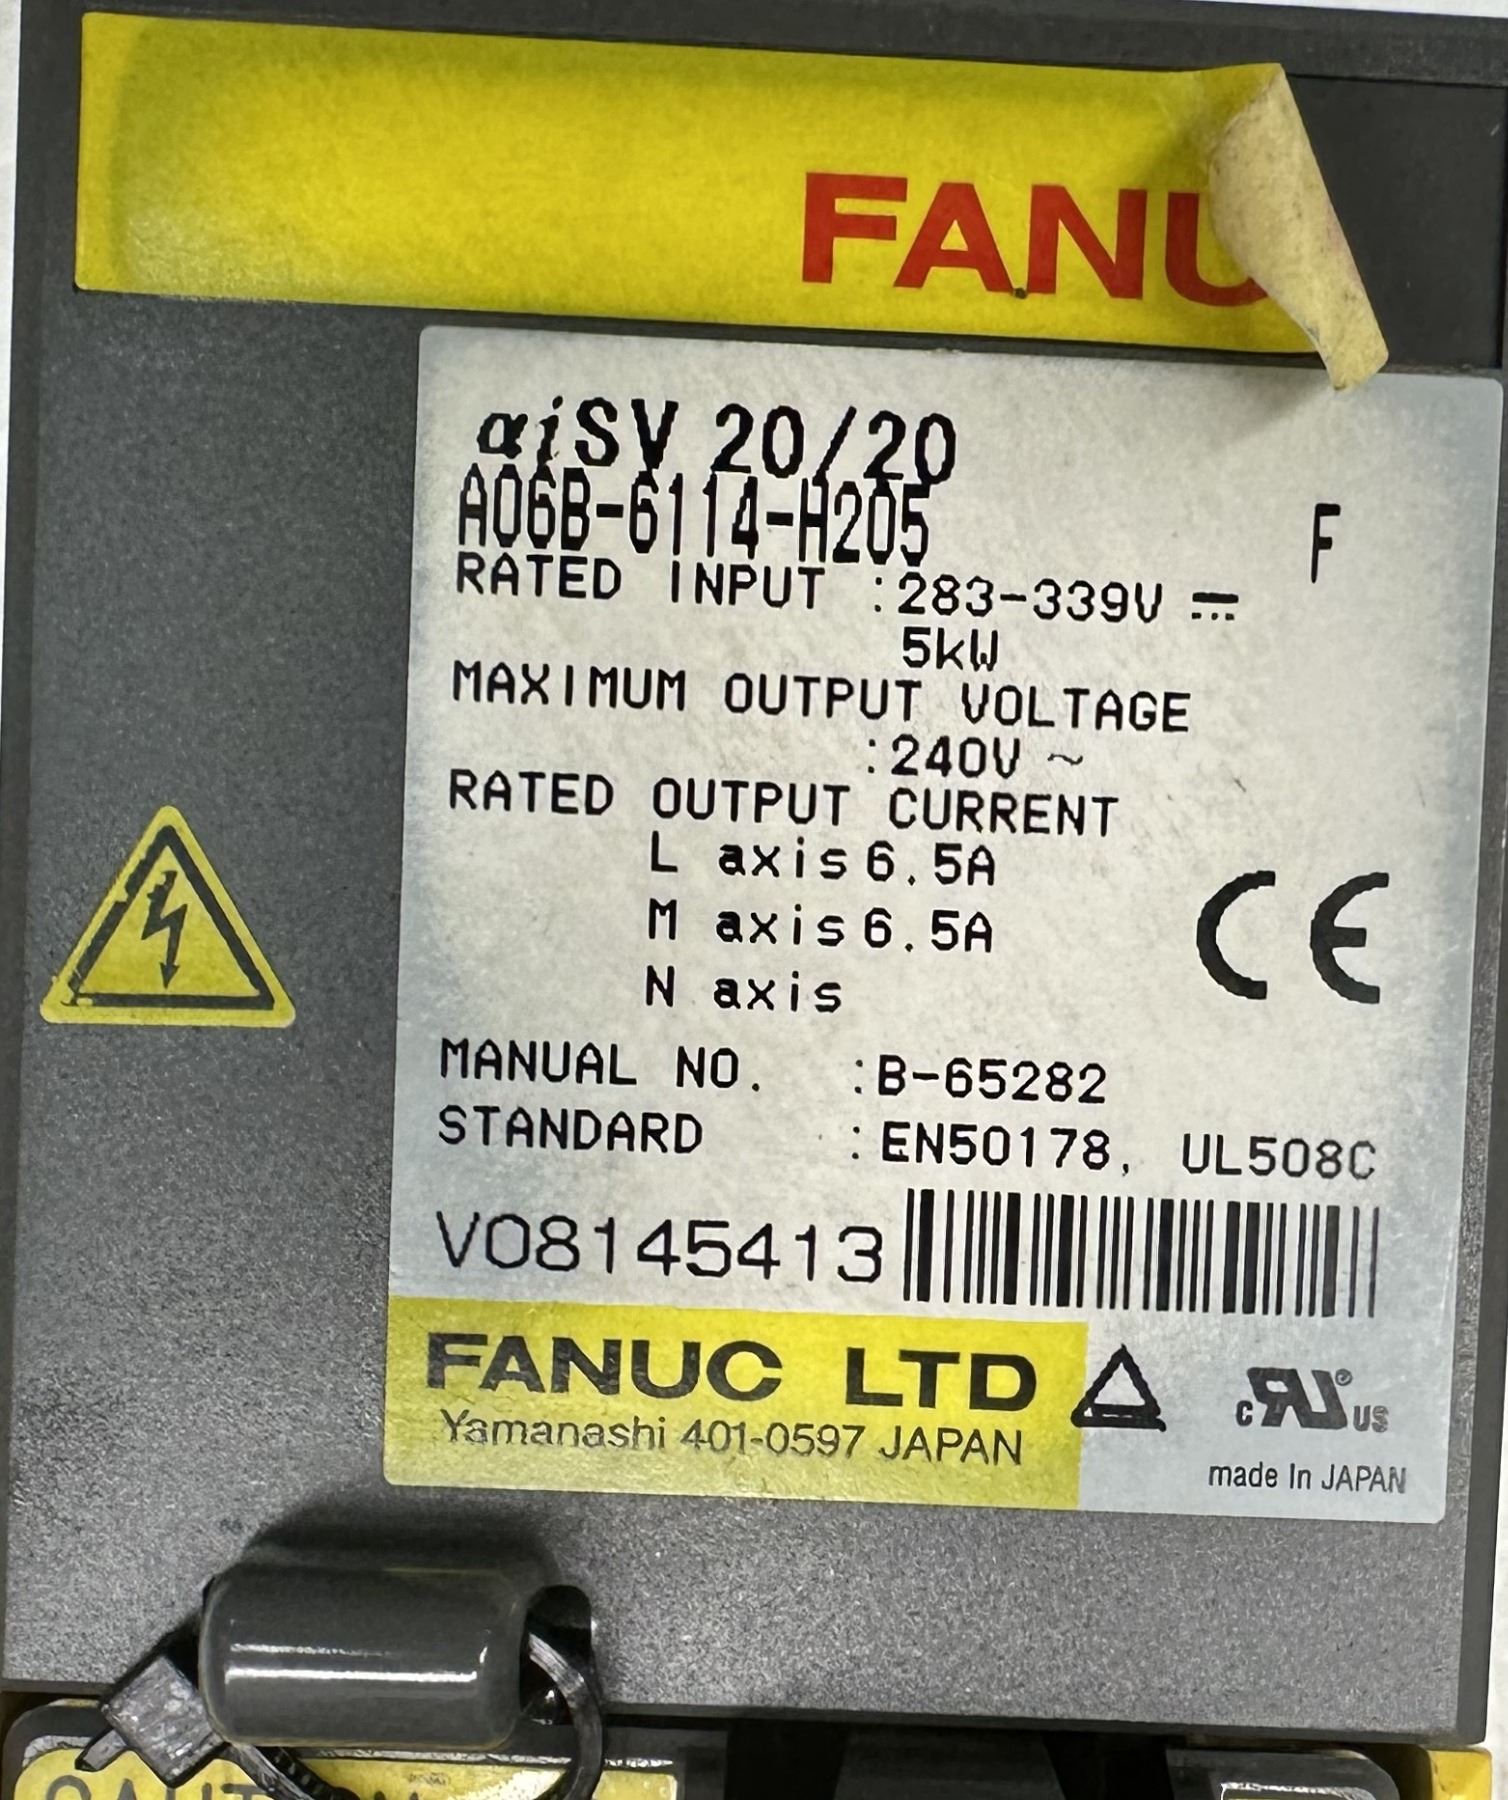 FANU
αiSV 20/20
A06B-6114-H205
F
RATED INPUT :283-339V ⎓
5kW
MAXIMUM OUTPUT VOLTAGE
:240V ~
RATED OUTPUT CURRENT
L axis 6.5A
M axis 6.5A
N axis
CE
MANUAL NO. :B-65282
STANDARD :EN50178, UL508C
V08145413
FANUC LTD
Yamanashi 401-0597 JAPAN
c RU® US
made In JAPAN